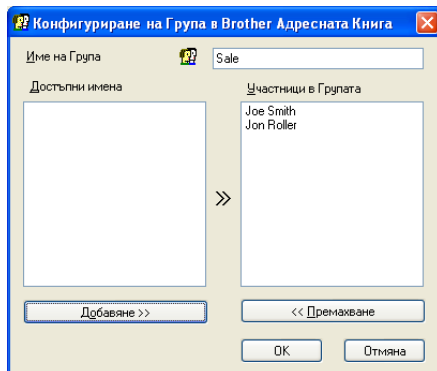 Конфигуриране на Група в Brother Адресната Книга
Име на Група
Sale
Достъпни имена
Участници в Групата
Joe Smith
Jon Roller
Добавяне >>
<< Премахване
OK
Отмяна